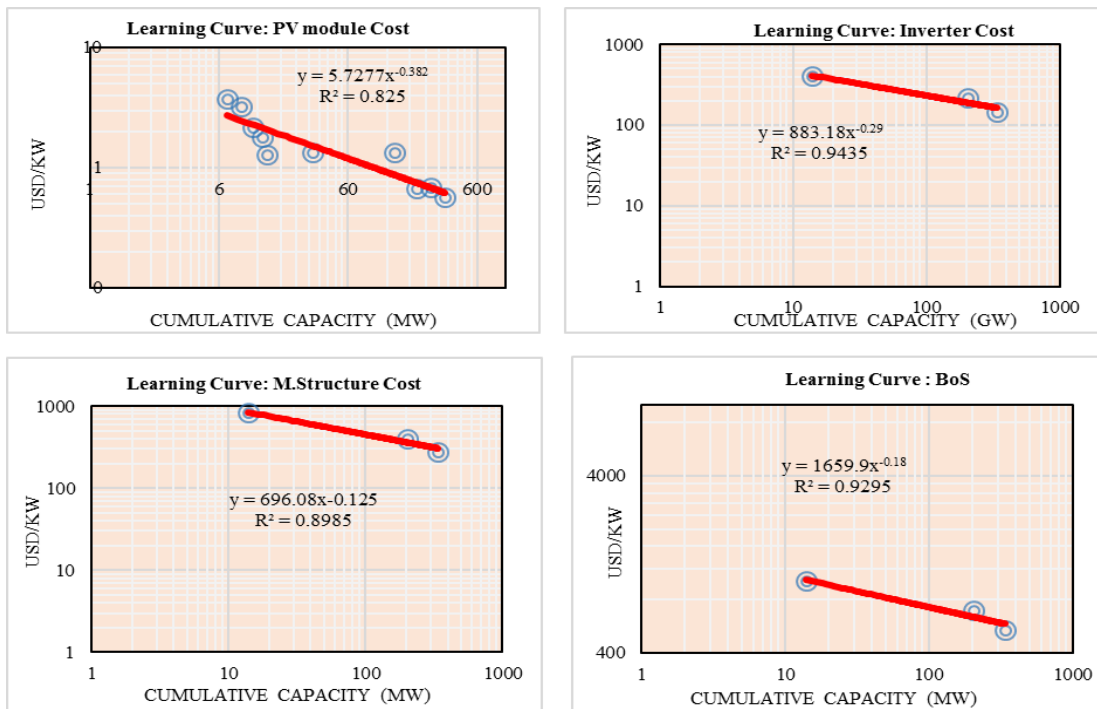 Learning Curve: PV module Cost
10
y = 5.7277x-0.382
R² = 0.825
1
1 6 60 600
0
USD/KW
CUMULATIVE CAPACITY (MW)
Learning Curve: Inverter Cost
1000
100
y = 883.18x-0.29
R² = 0.9435
10
1
1 10 100 1000
USD/KW
CUMULATIVE CAPACITY (GW)
Learning Curve: M.Structure Cost
1000
100
y = 696.08x-0.125
R² = 0.8985
10
1
1 10 100 1000
USD/KW
CUMULATIVE CAPACITY (MW)
Learning Curve : BoS
4000
y = 1659.9x-0.18
R² = 0.9295
400
1 10 100 1000
USD/KW
CUMULATIVE CAPACITY (MW)